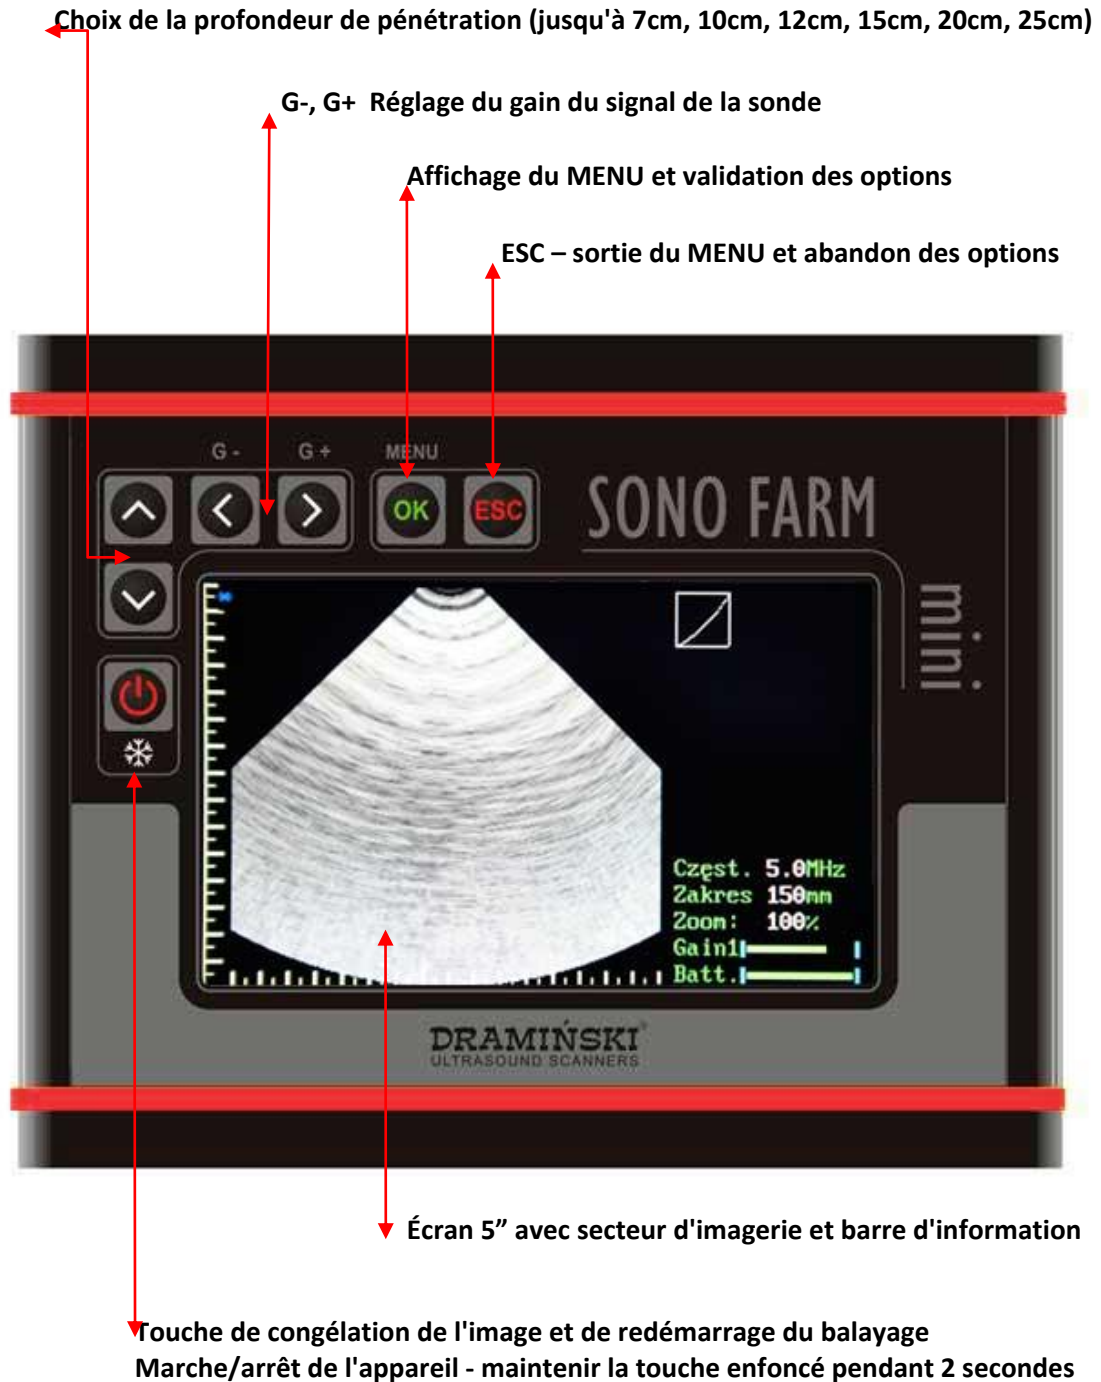 Choix de la profondeur de pénétration (jusqu'à 7cm, 10cm, 12cm, 15cm, 20cm, 25cm)
G-, G+ Réglage du gain du signal de la sonde
Affichage du MENU et validation des options
ESC – sortie du MENU et abandon des options
G - G + MENU
OK ESC
SONO FARM
mini
Częst. 5.0MHz
Zakres 150mm
Zoom: 100%
Gain1
Batt.
DRAMIŃSKI®
ULTRASOUND SCANNERS
Écran 5” avec secteur d'imagerie et barre d'information
Touche de congélation de l'image et de redémarrage du balayage
Marche/arrêt de l'appareil - maintenir la touche enfoncé pendant 2 secondes